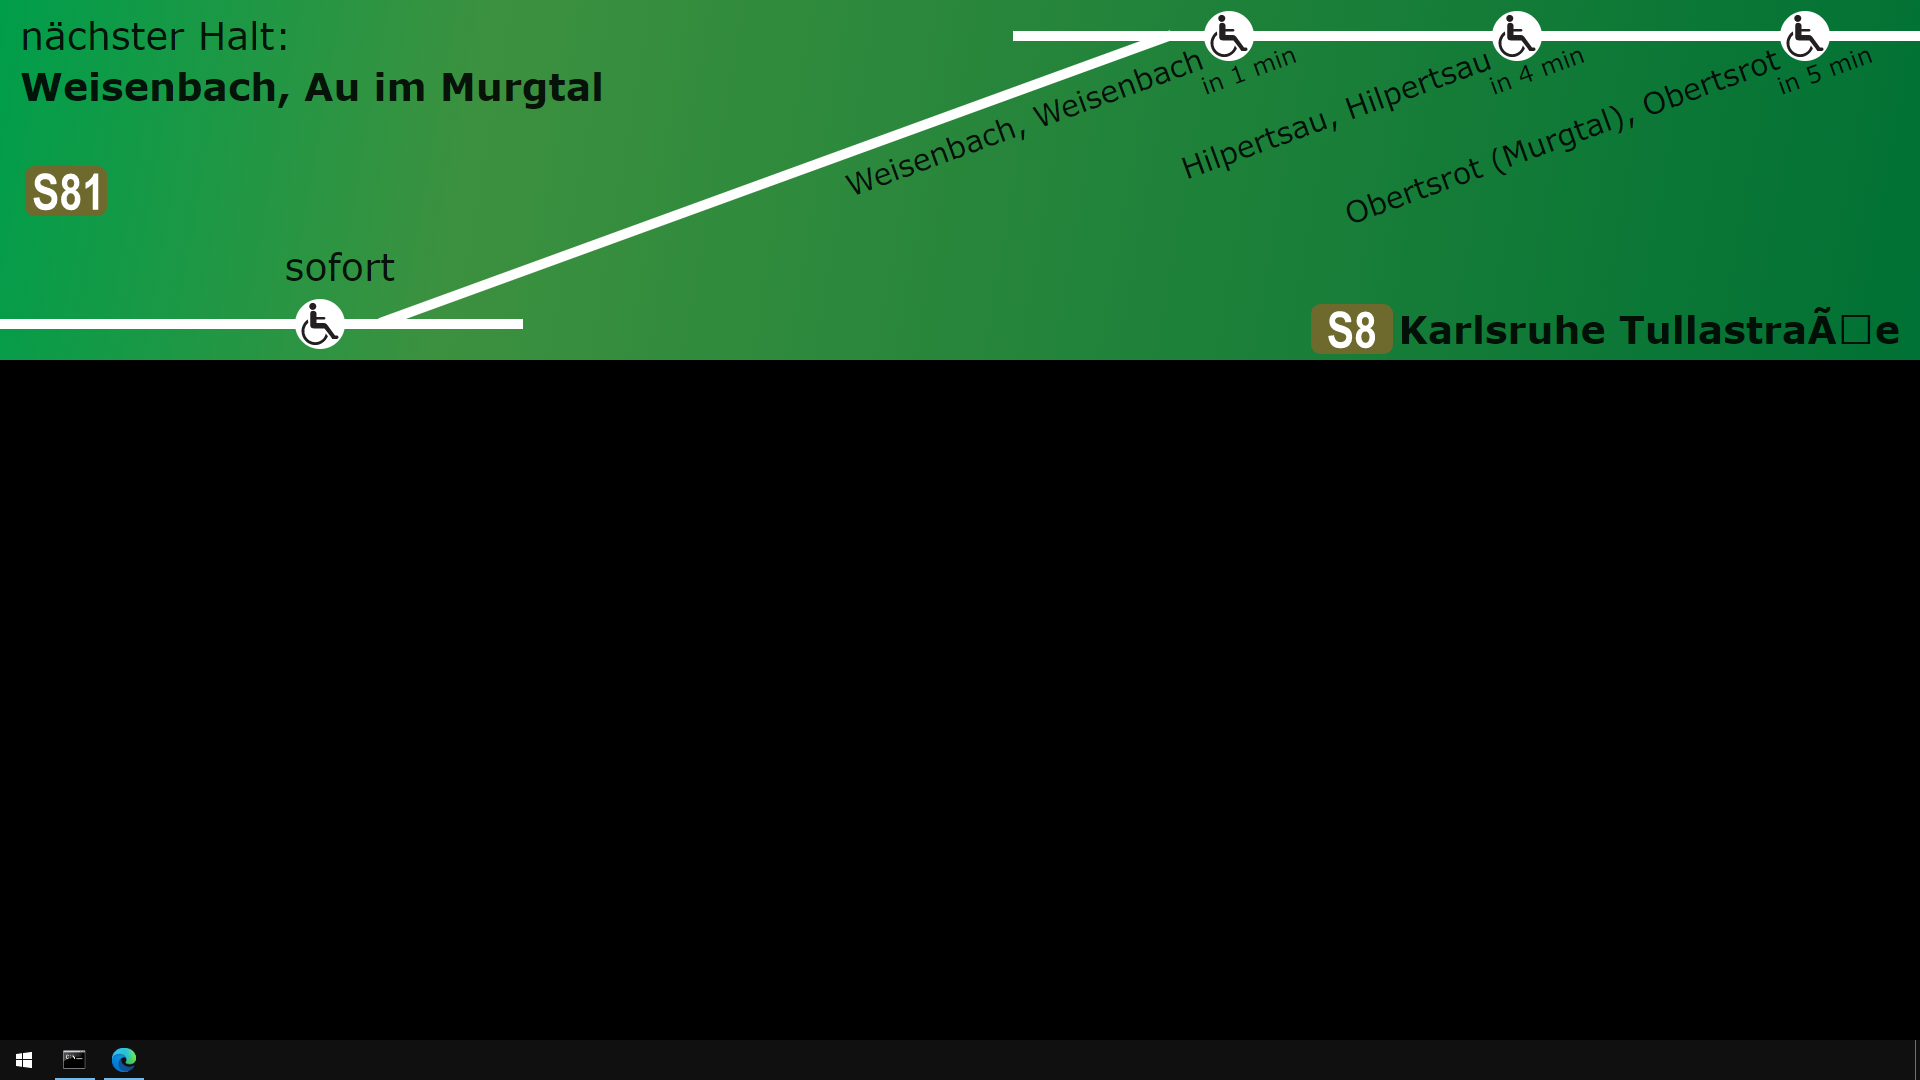 nächster Halt:
Weisenbach, Au im Murgtal
S81
sofort
Weisenbach, Weisenbach
in 1 min
Hilpertsau, Hilpertsau
in 4 min
Obertsrot (Murgtal), Obertsrot
in 5 min
S8 Karlsruhe TullastraÃ□e